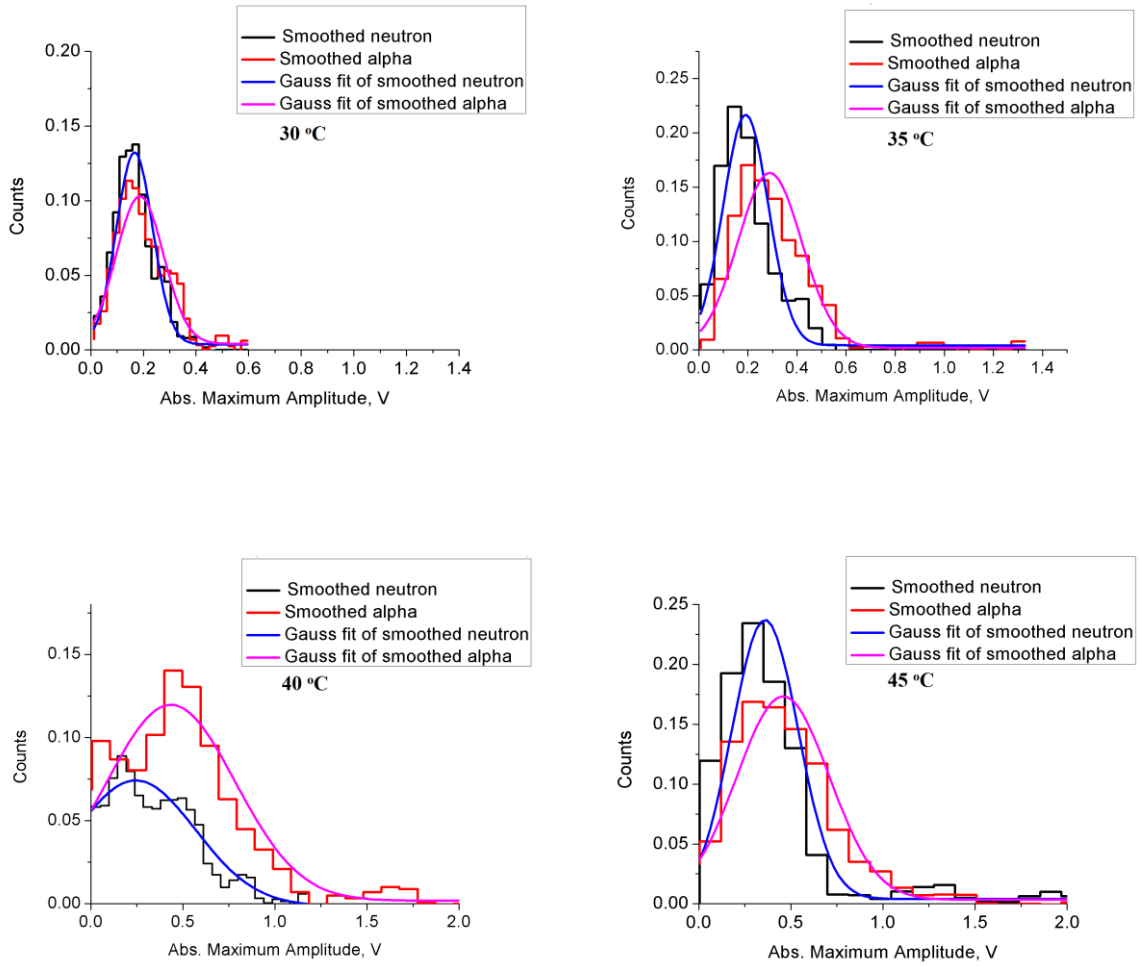 Smoothed neutron
Smoothed alpha
Gauss fit of smoothed neutron
Gauss fit of smoothed alpha
30 °C
0.20
0.15
0.10
0.05
0.00
Counts
0.0 0.2 0.4 0.6 0.8 1.0 1.2 1.4
Abs. Maximum Amplitude, V
Smoothed neutron
Smoothed alpha
Gauss fit of smoothed neutron
Gauss fit of smoothed alpha
35 °C
0.25
0.20
0.15
0.10
0.05
0.00
Counts
0.0 0.2 0.4 0.6 0.8 1.0 1.2 1.4
Abs. Maximum Amplitude, V
Smoothed neutron
Smoothed alpha
Gauss fit of smoothed neutron
Gauss fit of smoothed alpha
40 °C
0.15
0.10
0.05
0.00
Counts
0.0 0.5 1.0 1.5 2.0
Abs. Maximum Amplitude, V
Smoothed neutron
Smoothed alpha
Gauss fit of smoothed neutron
Gauss fit of smoothed alpha
45 °C
0.25
0.20
0.15
0.10
0.05
0.00
Counts
0.0 0.5 1.0 1.5 2.0
Abs. Maximum Amplitude, V